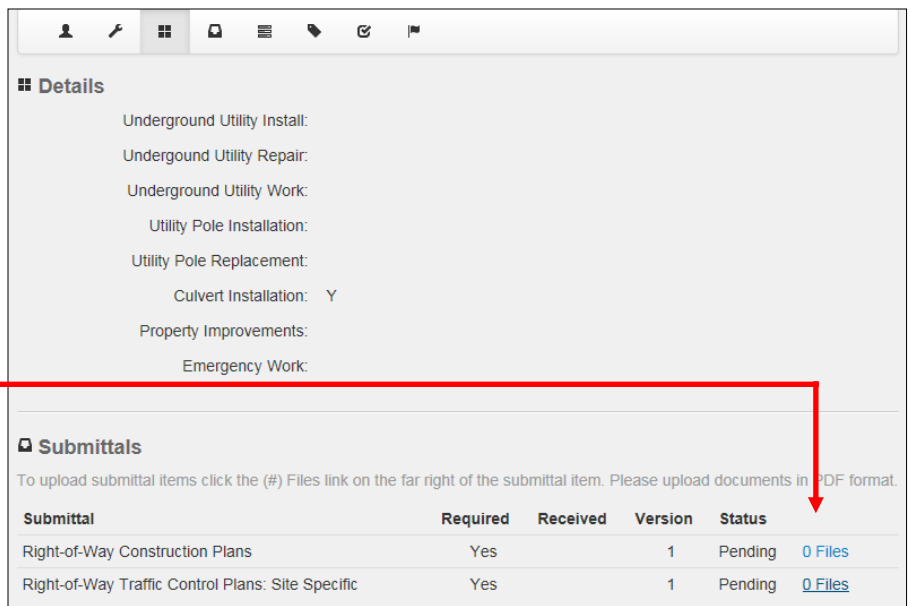 Details
Underground Utility Install:
Undergound Utility Repair:
Underground Utility Work:
Utility Pole Installation:
Utility Pole Replacement:
Culvert Installation: Y
Property Improvements:
Emergency Work:
Submittals
To upload submittal items click the (#) Files link on the far right of the submittal item. Please upload documents in PDF format.
Submittal Required Received Version Status
Right-of-Way Construction Plans Yes 1 Pending 0 Files
Right-of-Way Traffic Control Plans: Site Specific Yes 1 Pending 0 Files